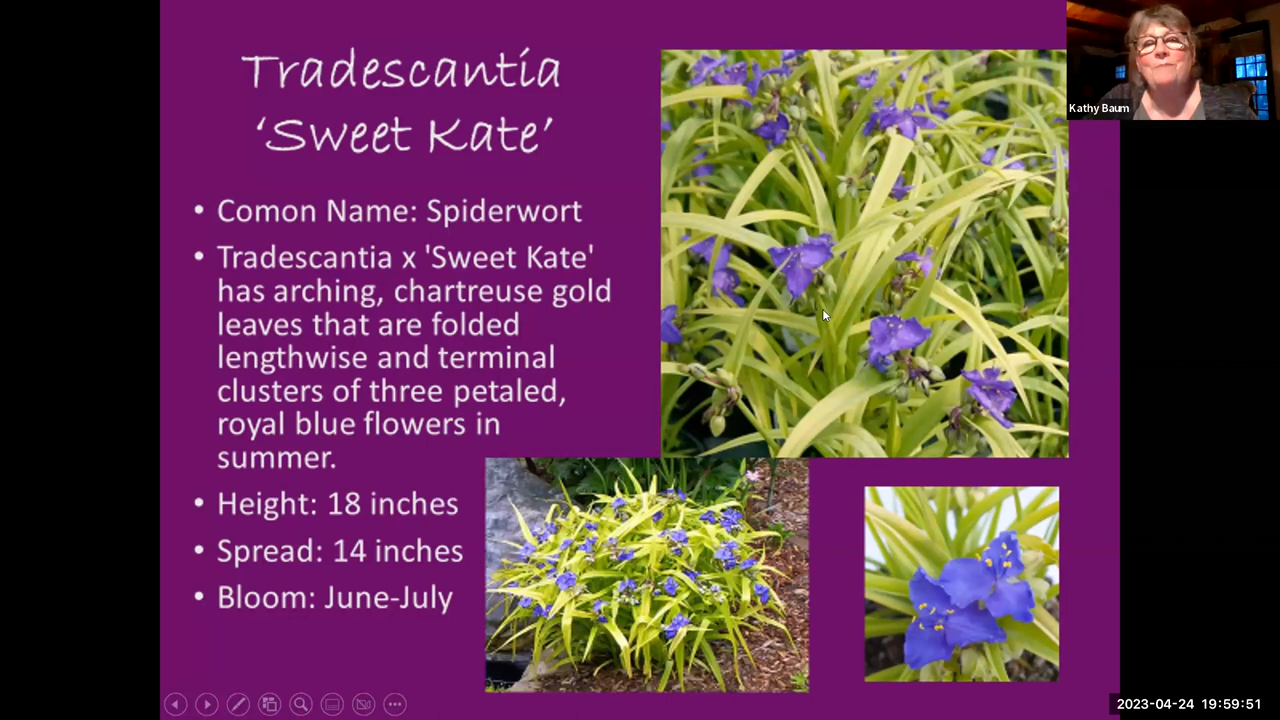 Tradescantia
‘Sweet Kate’
• Comon Name: Spiderwort
• Tradescantia x 'Sweet Kate'
has arching, chartreuse gold
leaves that are folded
lengthwise and terminal
clusters of three petaled,
royal blue flowers in
summer.
• Height: 18 inches
• Spread: 14 inches
• Bloom: June-July
Kathy Baum
2023-04-24 19:59:51